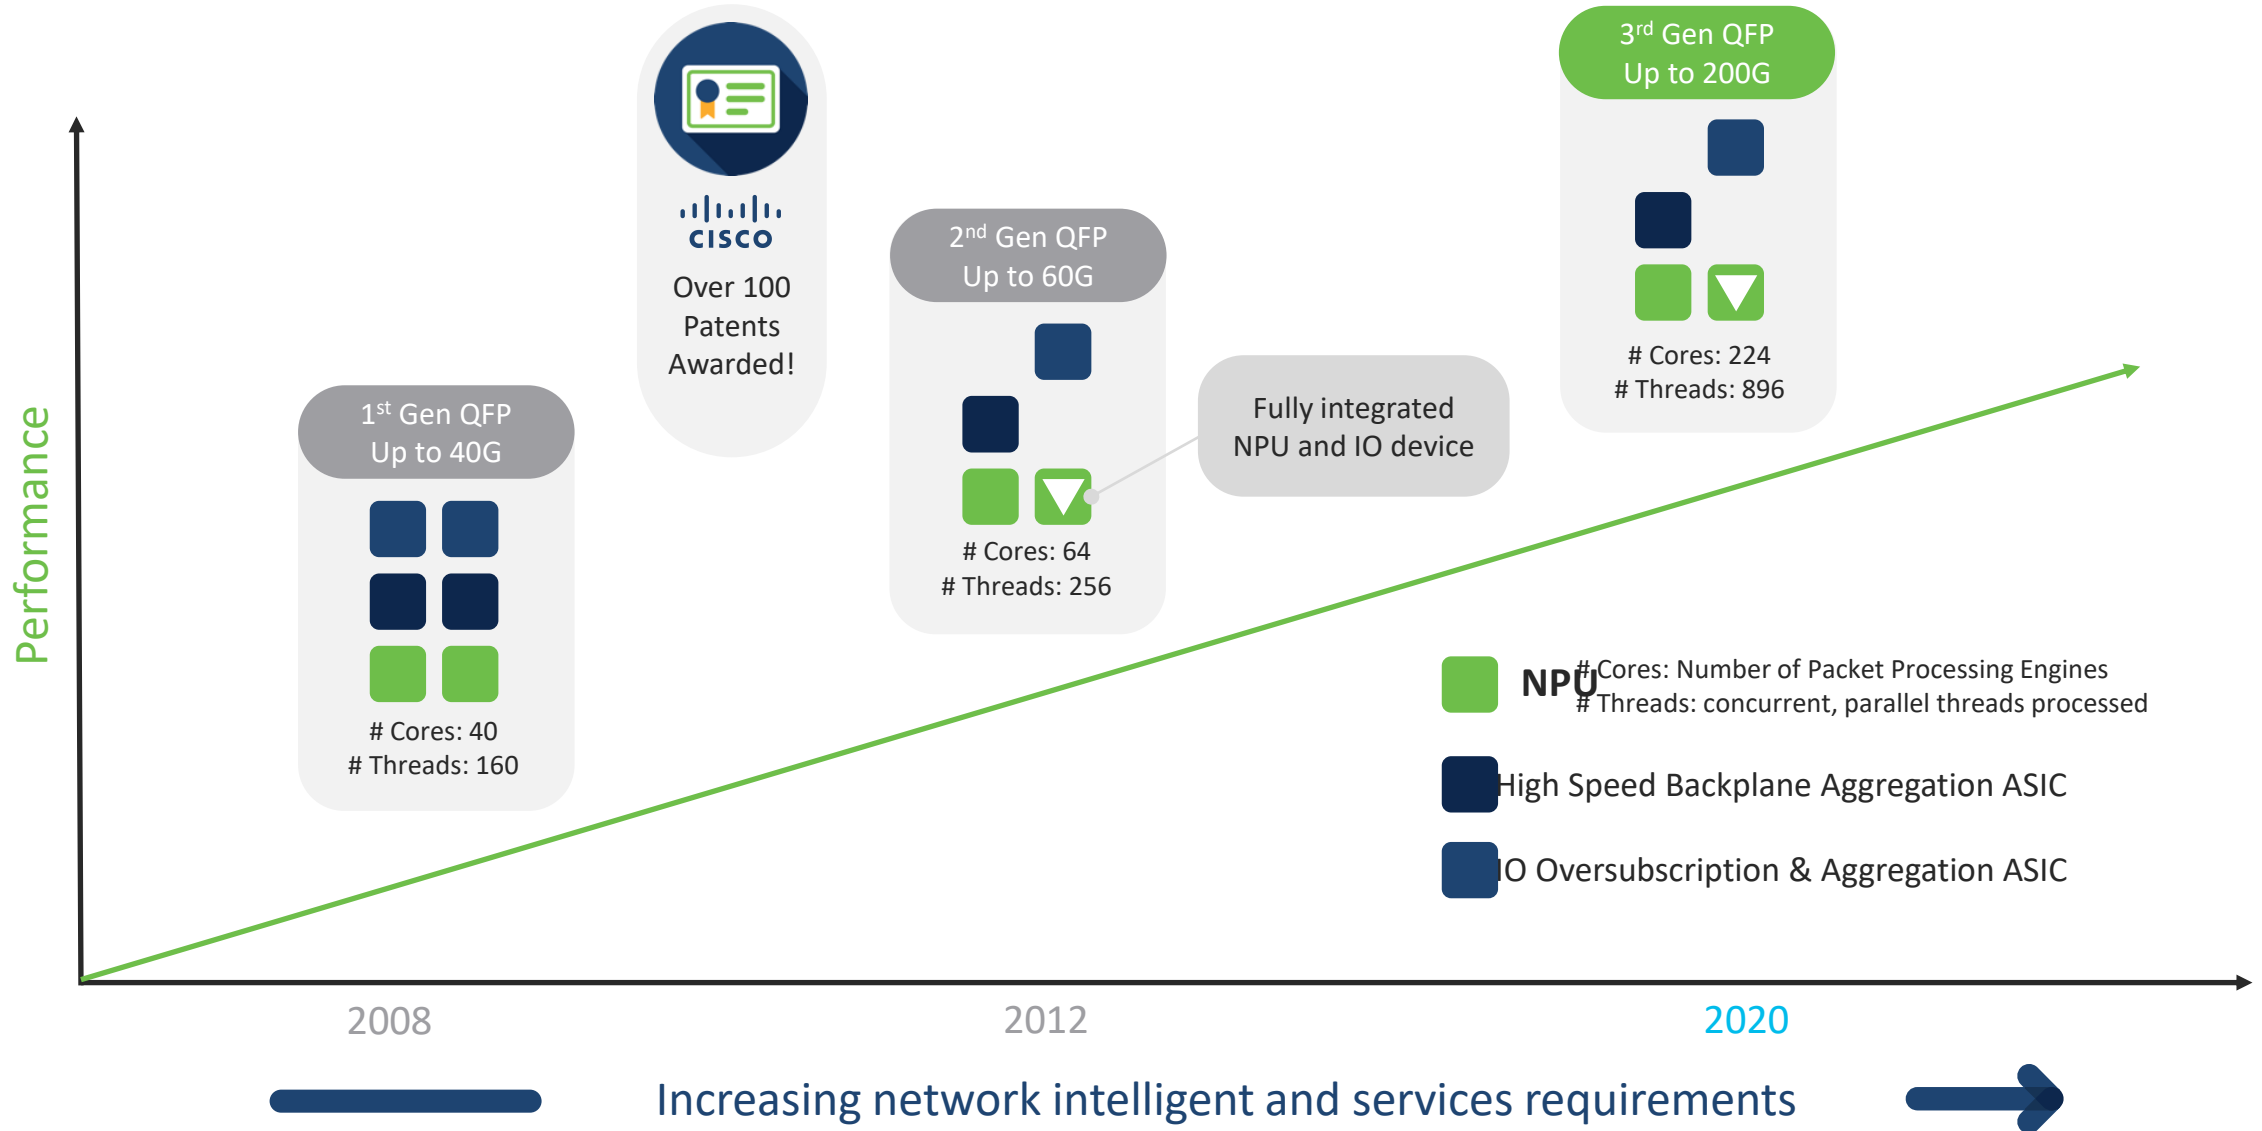 3rd Gen QFP
Up to 200G
# Cores: 224
# Threads: 896
CISCO
Over 100
Patents
Awarded!
2nd Gen QFP
Up to 60G
# Cores: 64
# Threads: 256
Fully integrated
NPU and IO device
1st Gen QFP
Up to 40G
# Cores: 40
# Threads: 160
Performance
NPU
# Cores: Number of Packet Processing Engines
# Threads: concurrent, parallel threads processed
High Speed Backplane Aggregation ASIC
IO Oversubscription & Aggregation ASIC
2008
2012
2020
Increasing network intelligent and services requirements